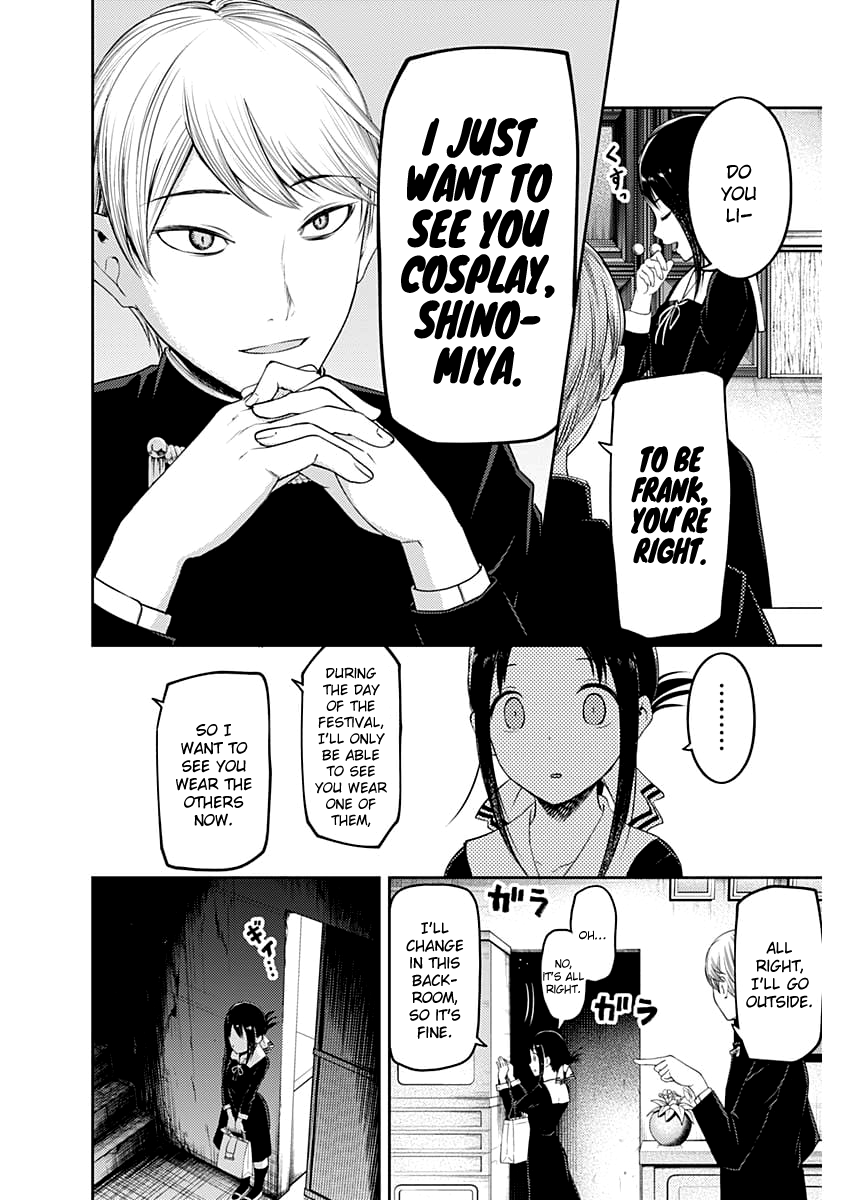 DO
YOU
LI-
くすっ
TO BE
FRANK,
YOU'RE
RIGHT.
I JUST
WANT TO
SEE YOU
COSPLAY,
SHINO-
MIYA.
.........
DURING
THE DAY
OF THE
FESTIVAL,
I'LL ONLY
BE ABLE
TO SEE
YOU WEAR
ONE OF
THEM,
SO I
WANT TO
SEE YOU
WEAR THE
OTHERS
NOW.
ALL
RIGHT,
I'LL GO
OUTSIDE.
OH...
NO,
IT'S ALL
RIGHT.
ガラ
ガラ
I'LL
CHANGE
IN THIS
BACK-
ROOM,
SO IT'S
FINE.
ギィ…